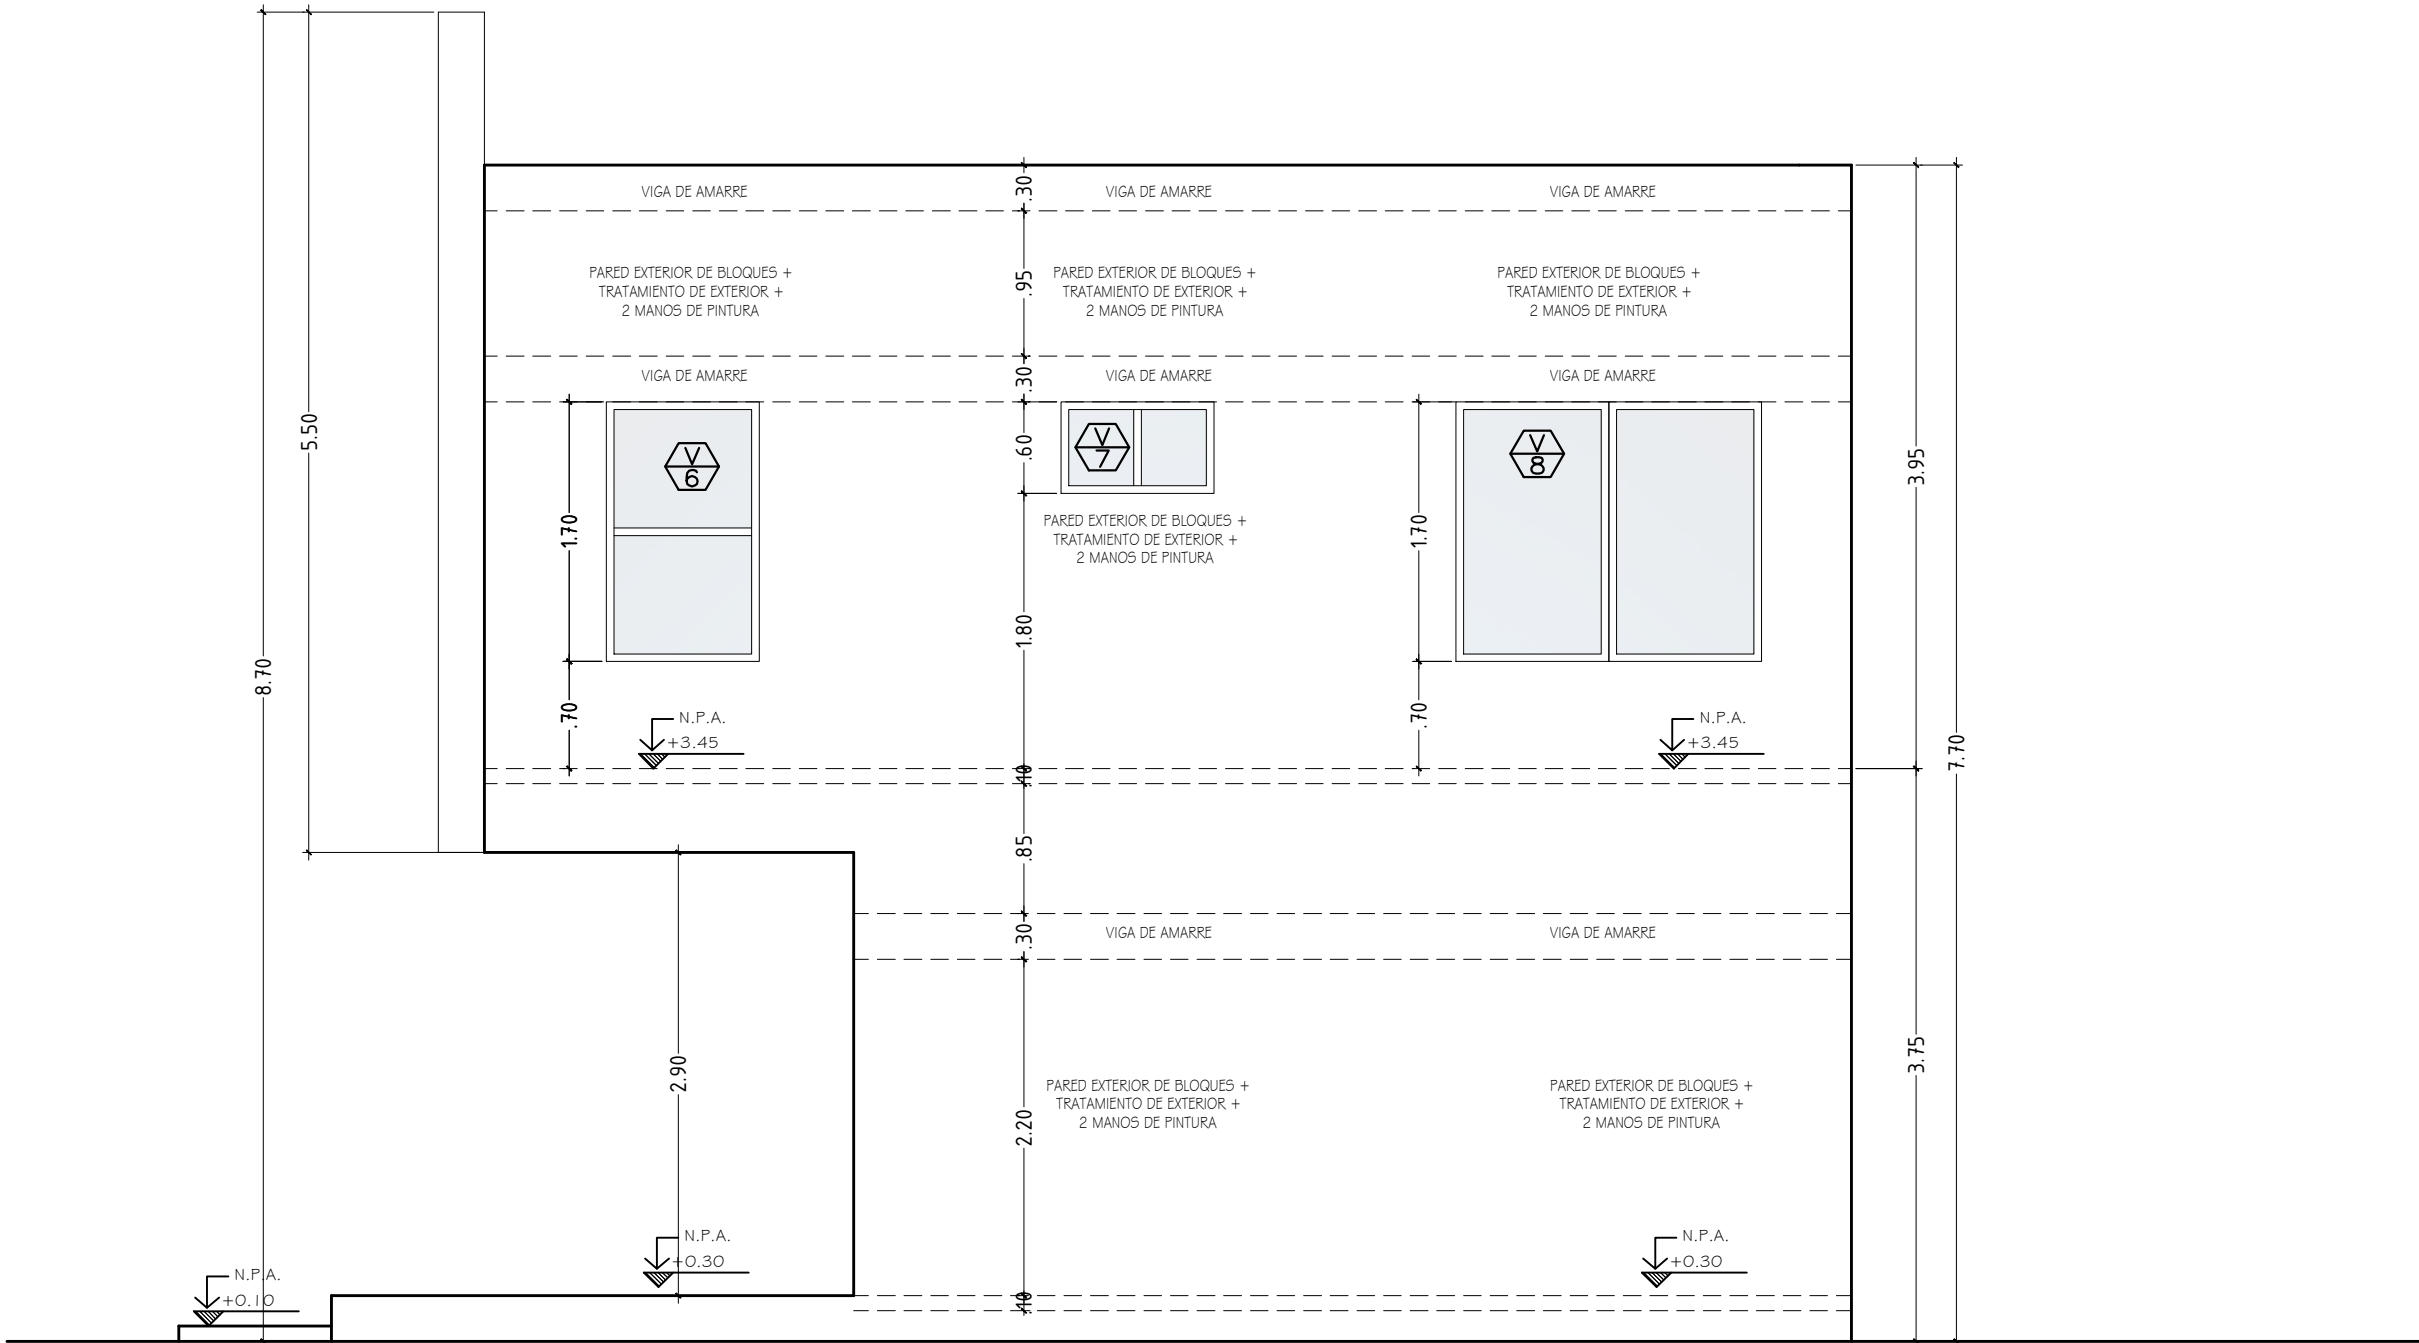 VIGA DE AMARRE
VIGA DE AMARRE
VIGA DE AMARRE
.30
PARED EXTERIOR DE BLOQUES +
TRATAMIENTO DE EXTERIOR +
2 MANOS DE PINTURA
.95
PARED EXTERIOR DE BLOQUES +
TRATAMIENTO DE EXTERIOR +
2 MANOS DE PINTURA
PARED EXTERIOR DE BLOQUES +
TRATAMIENTO DE EXTERIOR +
2 MANOS DE PINTURA
VIGA DE AMARRE
.30
VIGA DE AMARRE
VIGA DE AMARRE
5.50
V
6
.60
V
7
V
8
3.95
1.70
PARED EXTERIOR DE BLOQUES +
TRATAMIENTO DE EXTERIOR +
2 MANOS DE PINTURA
1.70
1.80
8.70
.70
N.P.A.
+3.45
.70
N.P.A.
+3.45
7.70
.10
.85
.30
VIGA DE AMARRE
VIGA DE AMARRE
2.90
3.75
2.20
PARED EXTERIOR DE BLOQUES +
TRATAMIENTO DE EXTERIOR +
2 MANOS DE PINTURA
PARED EXTERIOR DE BLOQUES +
TRATAMIENTO DE EXTERIOR +
2 MANOS DE PINTURA
N.P.A.
+0.30
N.P.A.
+0.30
N.P.A.
+0.10
.10